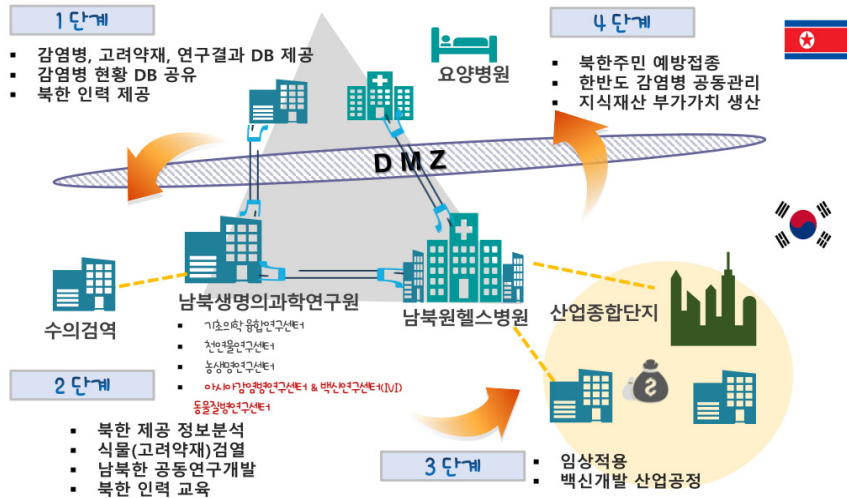 1단계
▪ 감염병, 고려약재, 연구결과 DB 제공
▪ 감염병 현황 DB 공유
▪ 북한 인력 제공
요양병원
4단계
▪ 북한주민 예방접종
▪ 한반도 감염병 공동관리
▪ 지식재산 부가가치 생산
DMZ
수의검역
남북생명의과학연구원
▪ 기초의학융합연구센터
▪ 천연물연구센터
▪ 농생명연구센터
▪ 아시아감염병연구센터 & 백신연구센터(IVI)
동물질병연구센터
남북원헬스병원
산업종합단지
$
2단계
▪ 북한 제공 정보분석
▪ 식물(고려약재)검열
▪ 남북한 공동연구개발
▪ 북한 인력 교육
3단계
▪ 임상적용
▪ 백신개발 산업공정